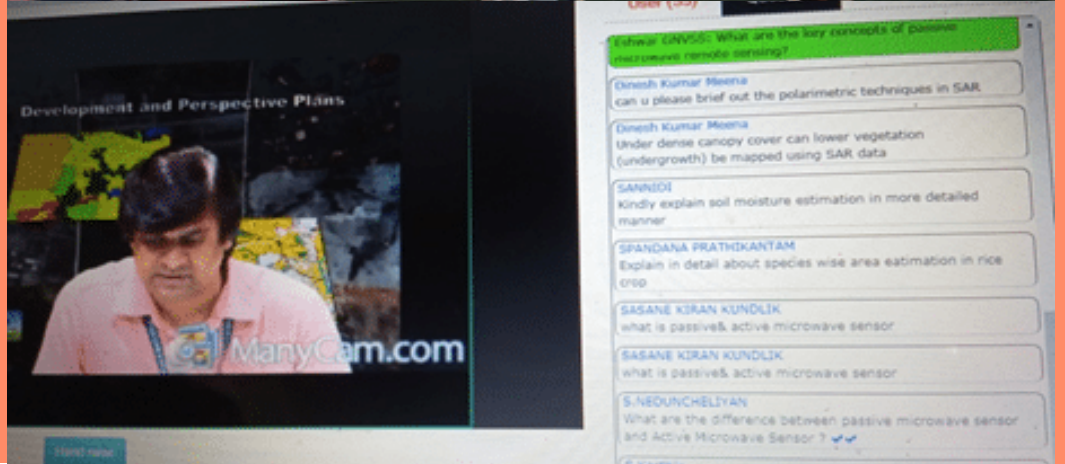 User (33)
Development and Perspective Plans
ManyCam.com
Hand raise
Eshwar GNVSS: What are the key concepts of passive
microwave remote sensing?
Dinesh Kumar Meena
can u please brief out the polarimetric techniques in SAR
Dinesh Kumar Meena
Under dense canopy cover can lower vegetation
(undergrowth) be mapped using SAR data
SANNIDI
Kindly explain soil moisture estimation in more detailed
manner
SPANDANA PRATHIKANTAM
Explain in detail about species wise area eatimation in rice
crop
SASANE KIRAN KUNDLIK
what is passive& active microwave sensor
SASANE KIRAN KUNDLIK
what is passive& active microwave sensor
S.NEDUNCHELIYAN
What are the difference between passive microwave sensor
and Active Microwave Sensor ?